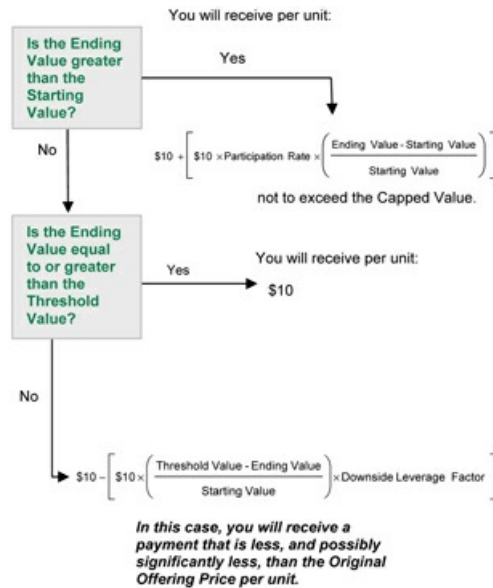 You will receive per unit:
Is the Ending
Value greater
than the
Starting
Value?
Yes
$10 + [ $10 × Participation Rate × ( Ending Value - Starting Value / Starting Value ) ]
not to exceed the Capped Value.
No
Is the Ending
Value equal
to or greater
than the
Threshold
Value?
Yes
You will receive per unit:
$10
No
$10 – [ $10 × ( Threshold Value - Ending Value / Starting Value ) × Downside Leverage Factor ]
In this case, you will receive a
payment that is less, and possibly
significantly less, than the Original
Offering Price per unit.